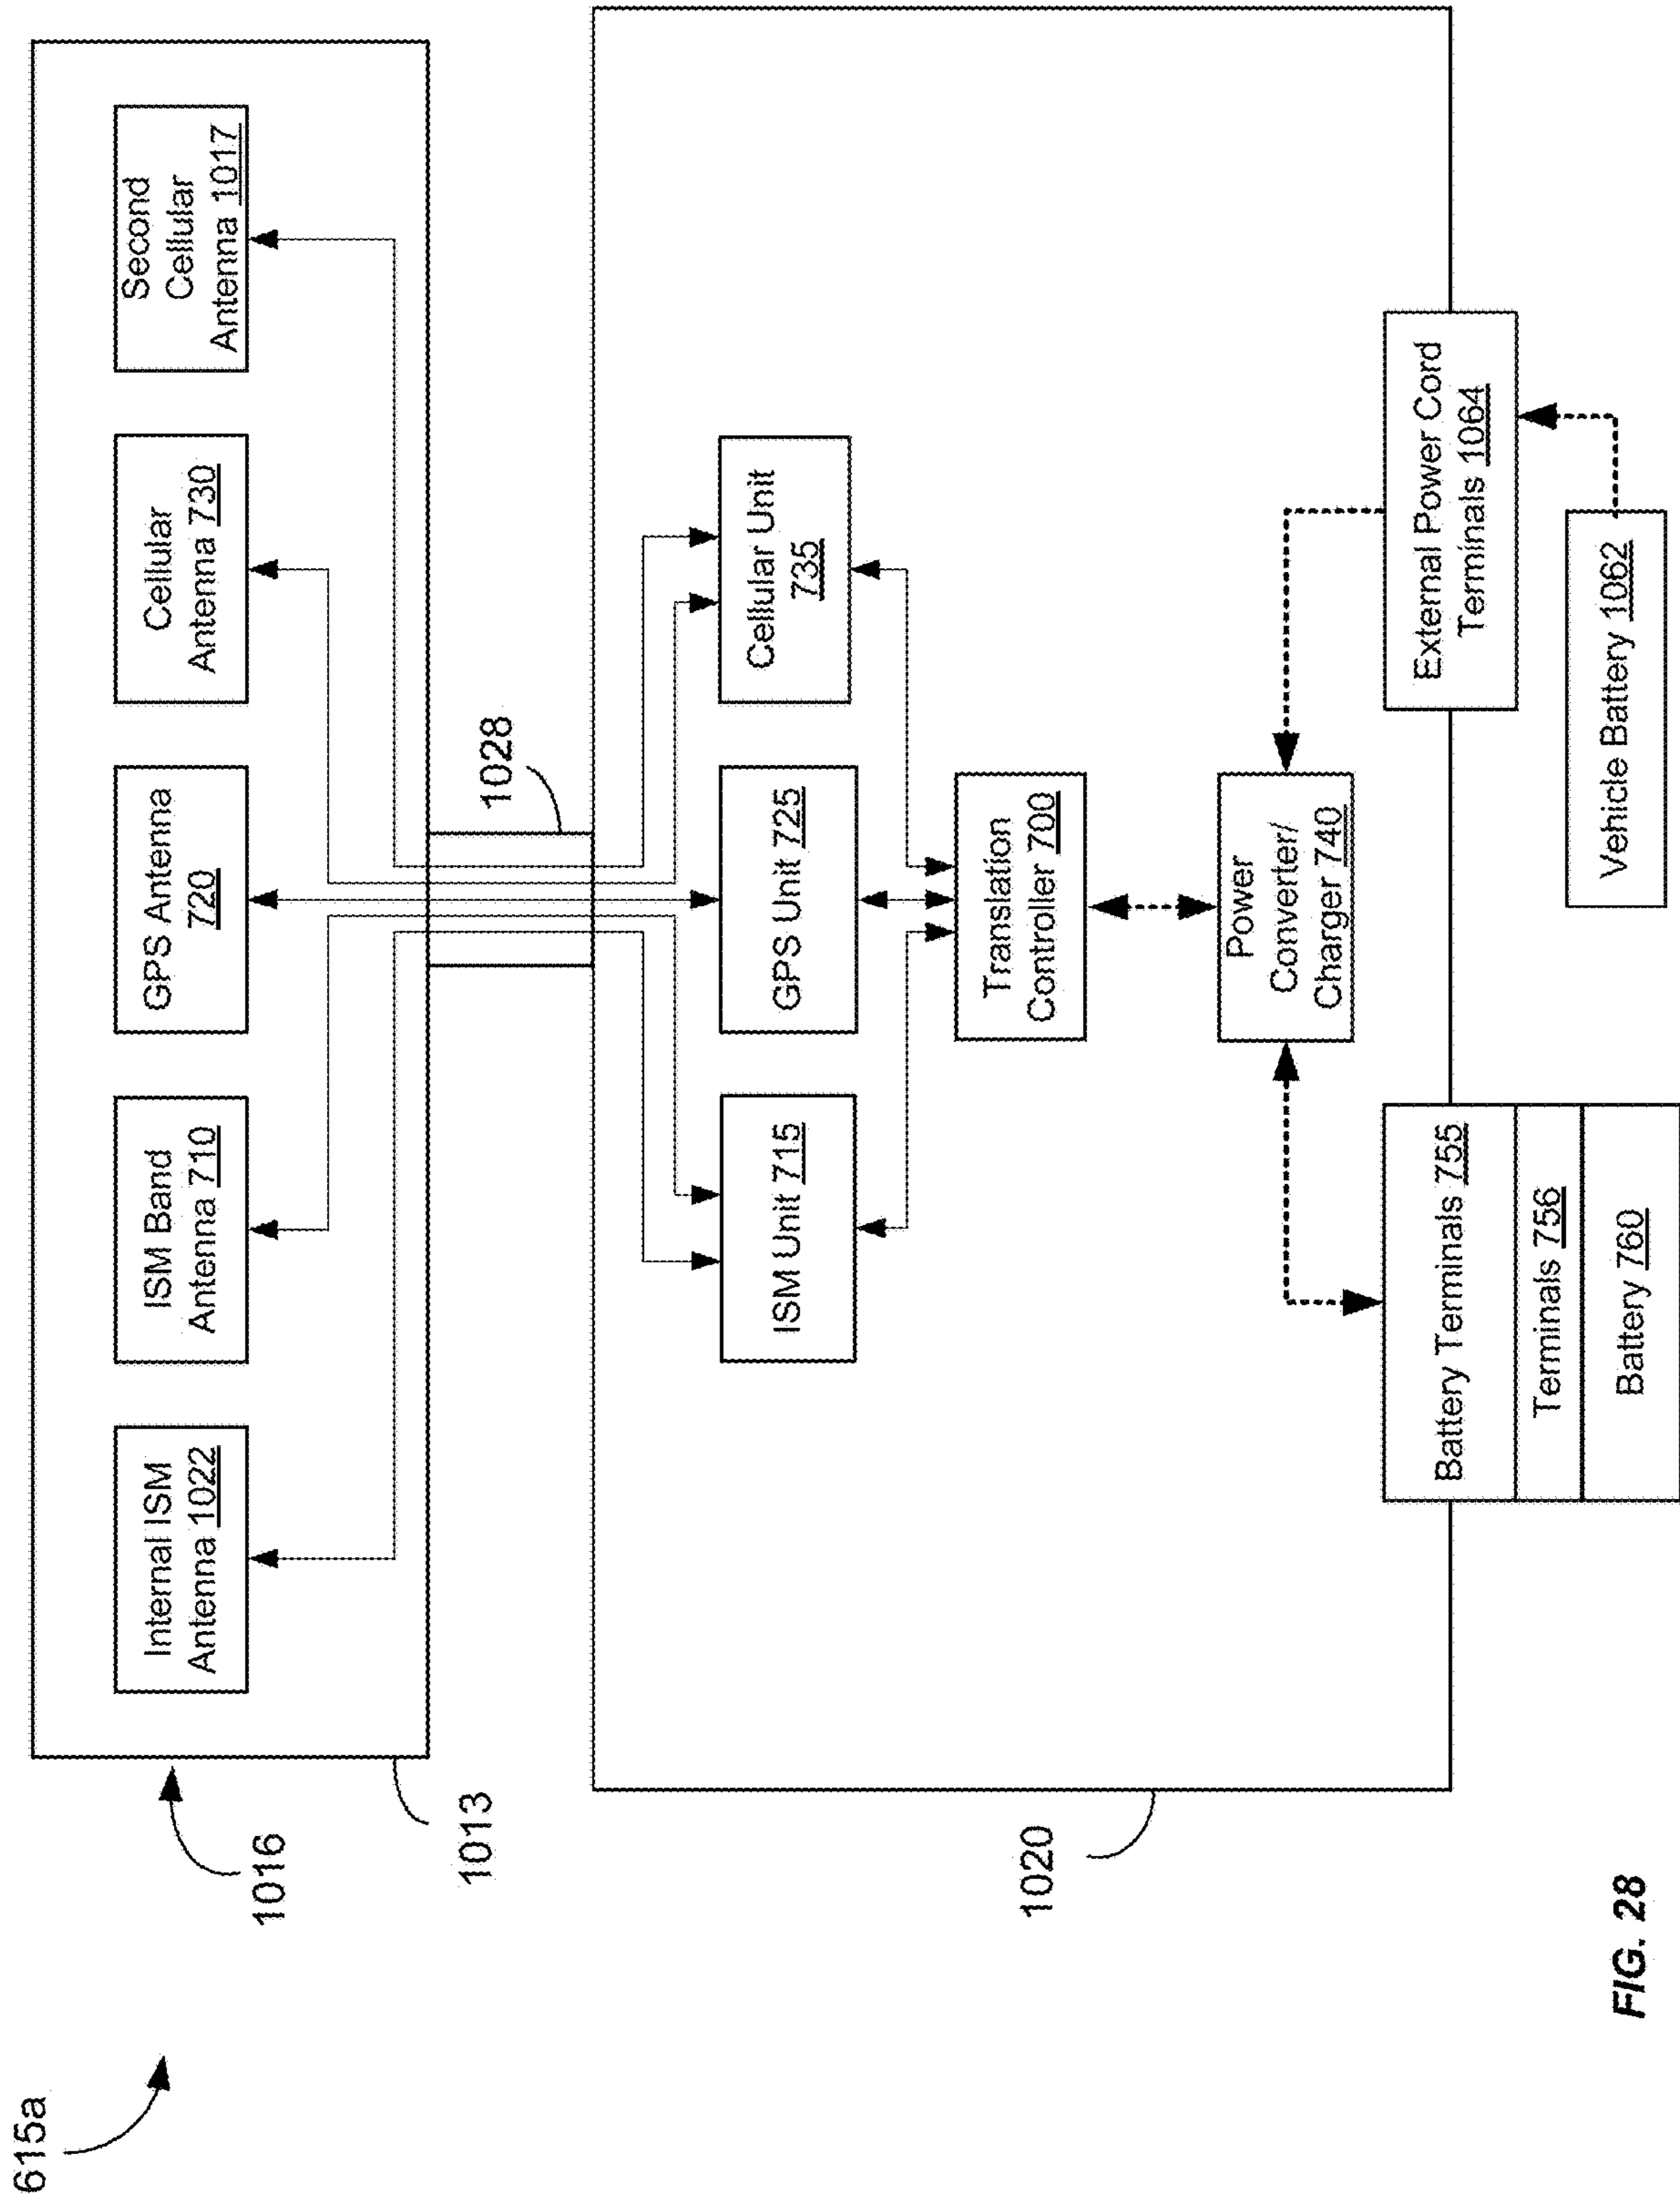 615a
1016
1013
Internal ISM
Antenna 1022
ISM Band
Antenna 710
GPS Antenna
720
Cellular
Antenna 730
Second
Cellular
Antenna 1017
1028
1020
ISM Unit 715
GPS Unit 725
Cellular Unit
735
Translation
Controller 700
Power
Converter/
Charger 740
Battery Terminals 755
Terminals 756
Battery 760
External Power Cord
Terminals 1064
Vehicle Battery 1062
FIG. 28